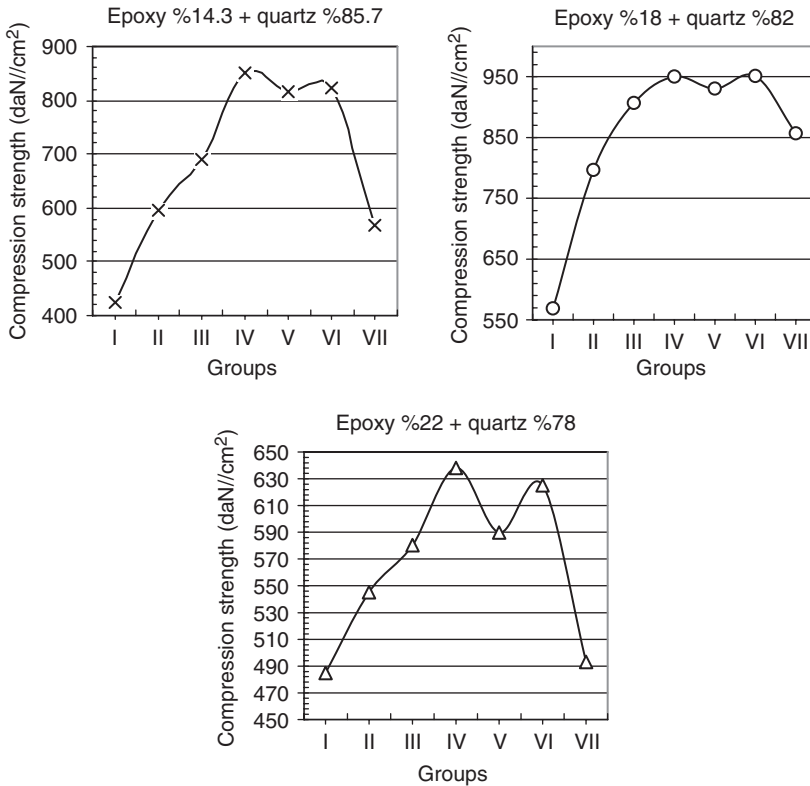 Epoxy %14.3 + quartz %85.7
Compression strength (daN//cm²)
900
800
700
600
500
400
I II III IV V VI VII
Groups
Epoxy %18 + quartz %82
Compression strength (daN//cm²)
950
850
750
650
550
I II III IV V VI VII
Groups
Epoxy %22 + quartz %78
Compression strength (daN//cm²)
650
630
610
590
570
550
530
510
490
470
450
I II III IV V VI VII
Groups